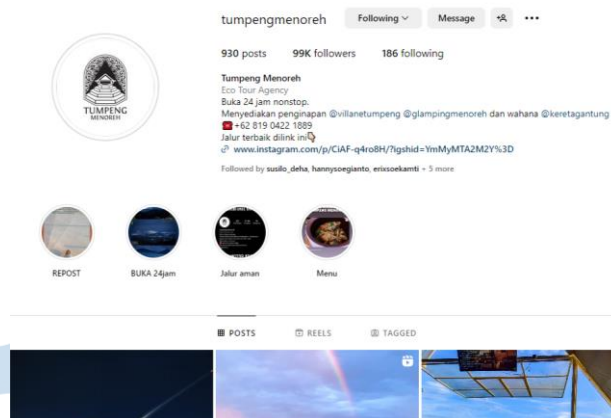 tumpengmenoreh Following Message
930 posts 99K followers 186 following
Tumpeng Menoreh
Eco Tour Agency
Buka 24 jam nonstop.
Menyediakan penginapan @villanetumpeng @glampingmenoreh dan wahana @keretagantung
☎️+62 819 0422 1889
Jalur terbaik dilink ini👇
www.instagram.com/p/CiAF-q4ro8H/?igshid=YmMyMTA2M2Y%3D
Followed by susilo_deha, hannysoegianto, erixsoekamti + 5 more
TUMPENG
MENOREH
REPOST BUKA 24jam Jalur aman Menu
POSTS REELS TAGGED